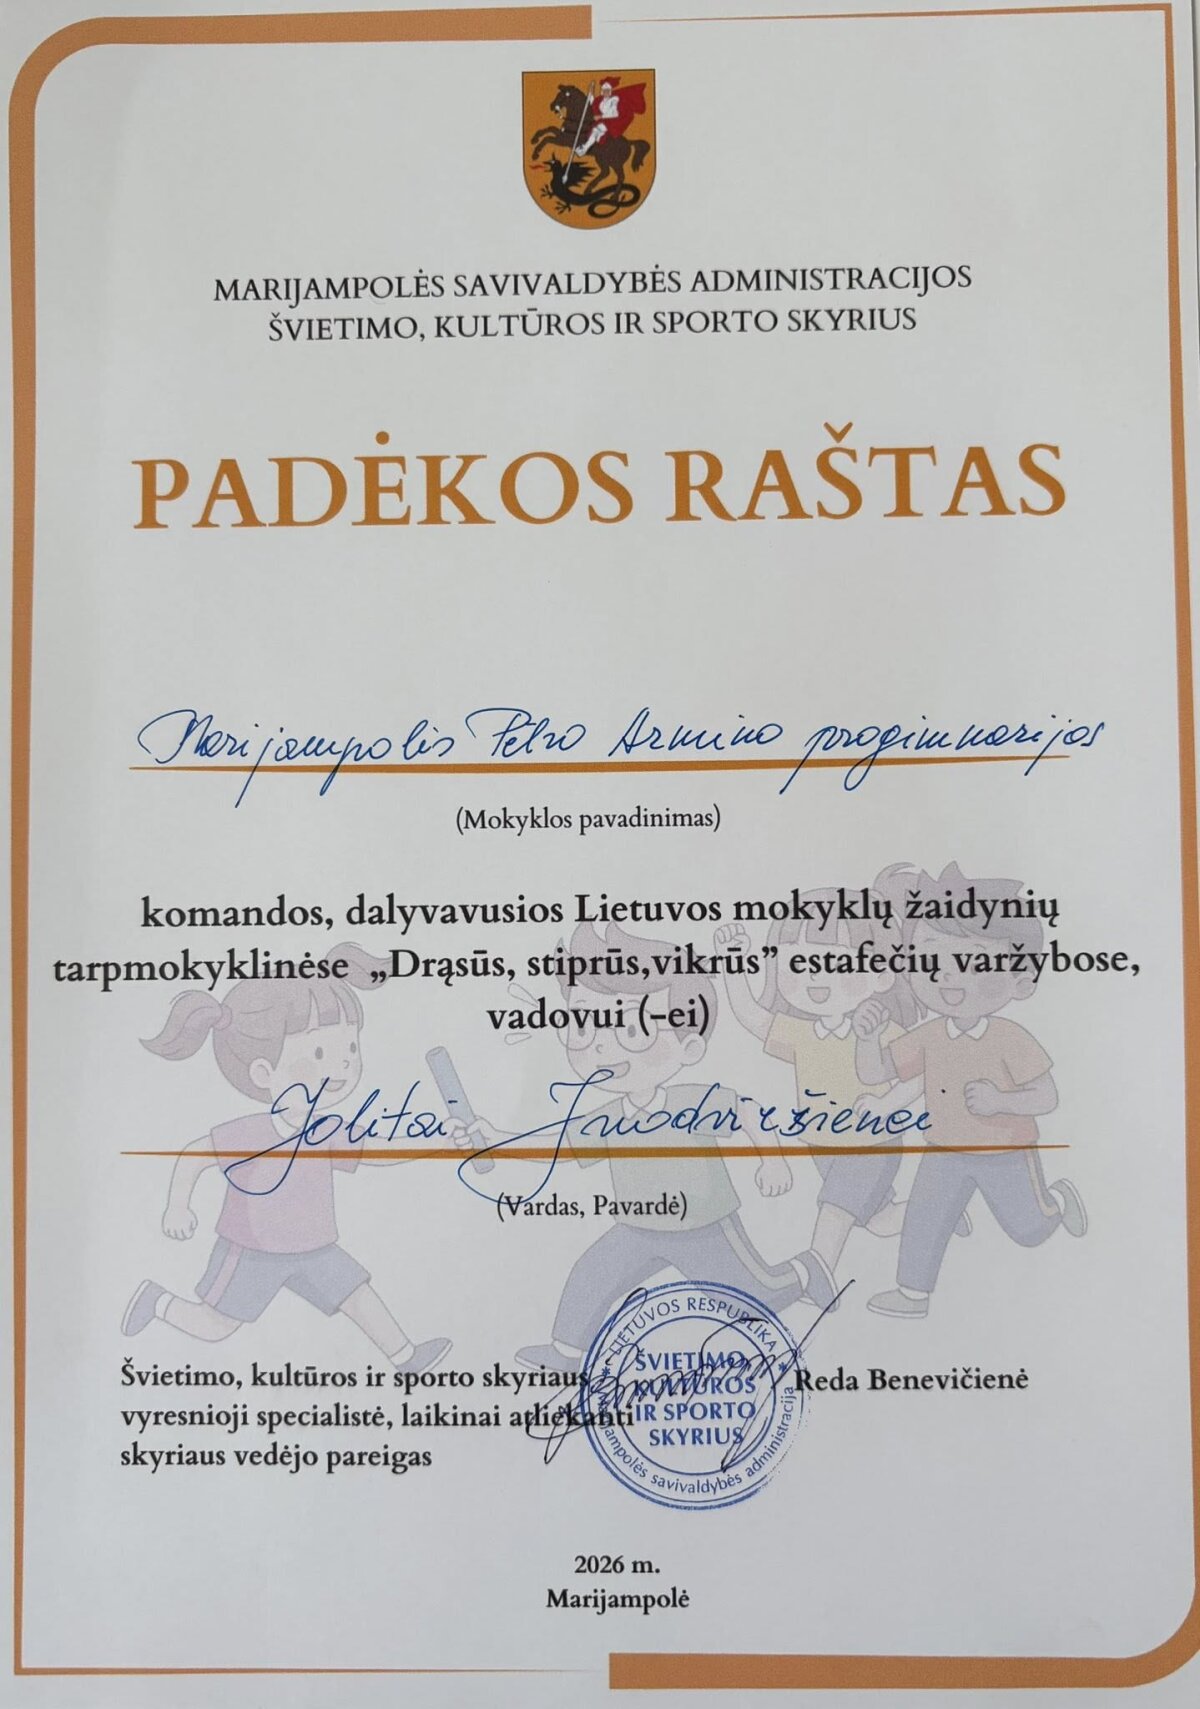 MARIJAMPOLĖS SAVIVALDYBĖS ADMINISTRACIJOS
ŠVIETIMO, KULTŪROS IR SPORTO SKYRIUS
PADĖKOS RAŠTAS
Marijampolės Petro Armino progimnazijos
(Mokyklos pavadinimas)
komandos, dalyvavusios Lietuvos mokyklų žaidynių
tarpmokyklinėse „Drąsūs, stiprūs,vikrūs” estafečių varžybose,
vadovui (-ei)
Jolitai Juodviržienei
(Vardas, Pavardė)
Švietimo, kultūros ir sporto skyriaus
vyresnioji specialistė, laikinai atliekanti
skyriaus vedėjo pareigas
LIETUVOS RESPUBLIKA
ŠVIETIMO
KULTŪROS
IR SPORTO
SKYRIUS
Marijampolės savivaldybės administracija
Reda Benevičienė
2026 m.
Marijampolė